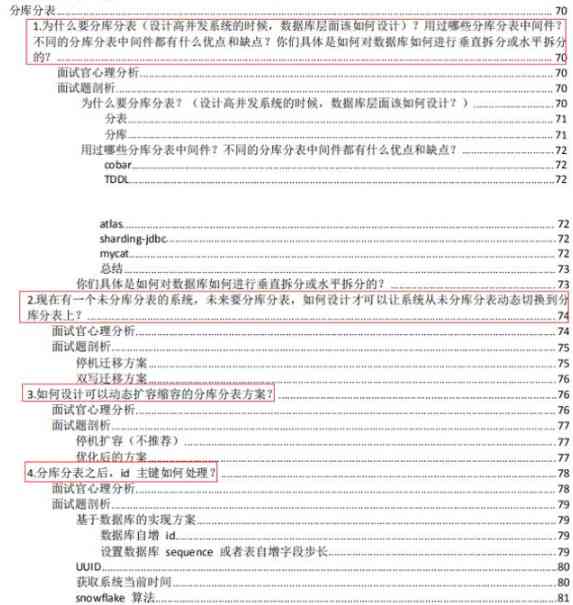 分库分表 70
1.为什么要分库分表（设计高并发系统的时候，数据库层面该如何设计）？用过哪些分库分表中间件？
不同的分库分表中间件都有什么优点和缺点？你们具体是如何对数据库如何进行垂直拆分或水平拆分
的？ 70
面试官心理分析 70
面试题剖析 70
为什么要分库分表？（设计高并发系统的时候，数据库层面该如何设计？） 70
分表 71
分库 71
用过哪些分库分表中间件？不同的分库分表中间件都有什么优点和缺点？ 72
cobar 72
TDDL 72
atlas 72
sharding-jdbc 72
mycat 72
总结 73
你们具体是如何对数据库如何进行垂直拆分或水平拆分的？ 73
2.现在有一个未分库分表的系统，未来要分库分表，如何设计才可以让系统从未分库分表动态切换到分
库分表上？ 74
面试官心理分析 74
面试题剖析 75
停机迁移方案 75
双写迁移方案 76
3.如何设计可以动态扩容缩容的分库分表方案？ 76
面试官心理分析 76
面试题剖析 77
停机扩容（不推荐） 77
优化后的方案 77
4.分库分表之后，id 主键如何处理？ 78
面试官心理分析 78
面试题剖析 79
基于数据库的实现方案 79
数据库自增 id 79
设置数据库 sequence 或者表自增字段步长 79
UUID 80
获取系统当前时间 80
snowflake 算法 81